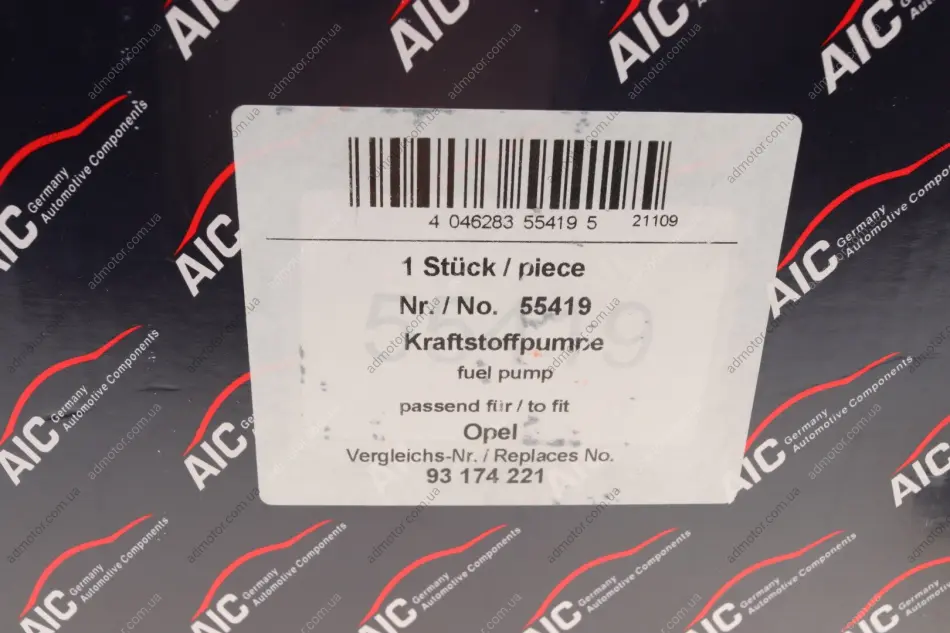 4 046283 55419 5 21109
1 Stück / piece
Nr. / No. 55419
Kraftstoffpumpe
fuel pump
passend für / to fit
Opel
Vergleichs-Nr. / Replaces No.
93 174 221
55419
AIC Germany
Automotive Components
admotor.com.ua